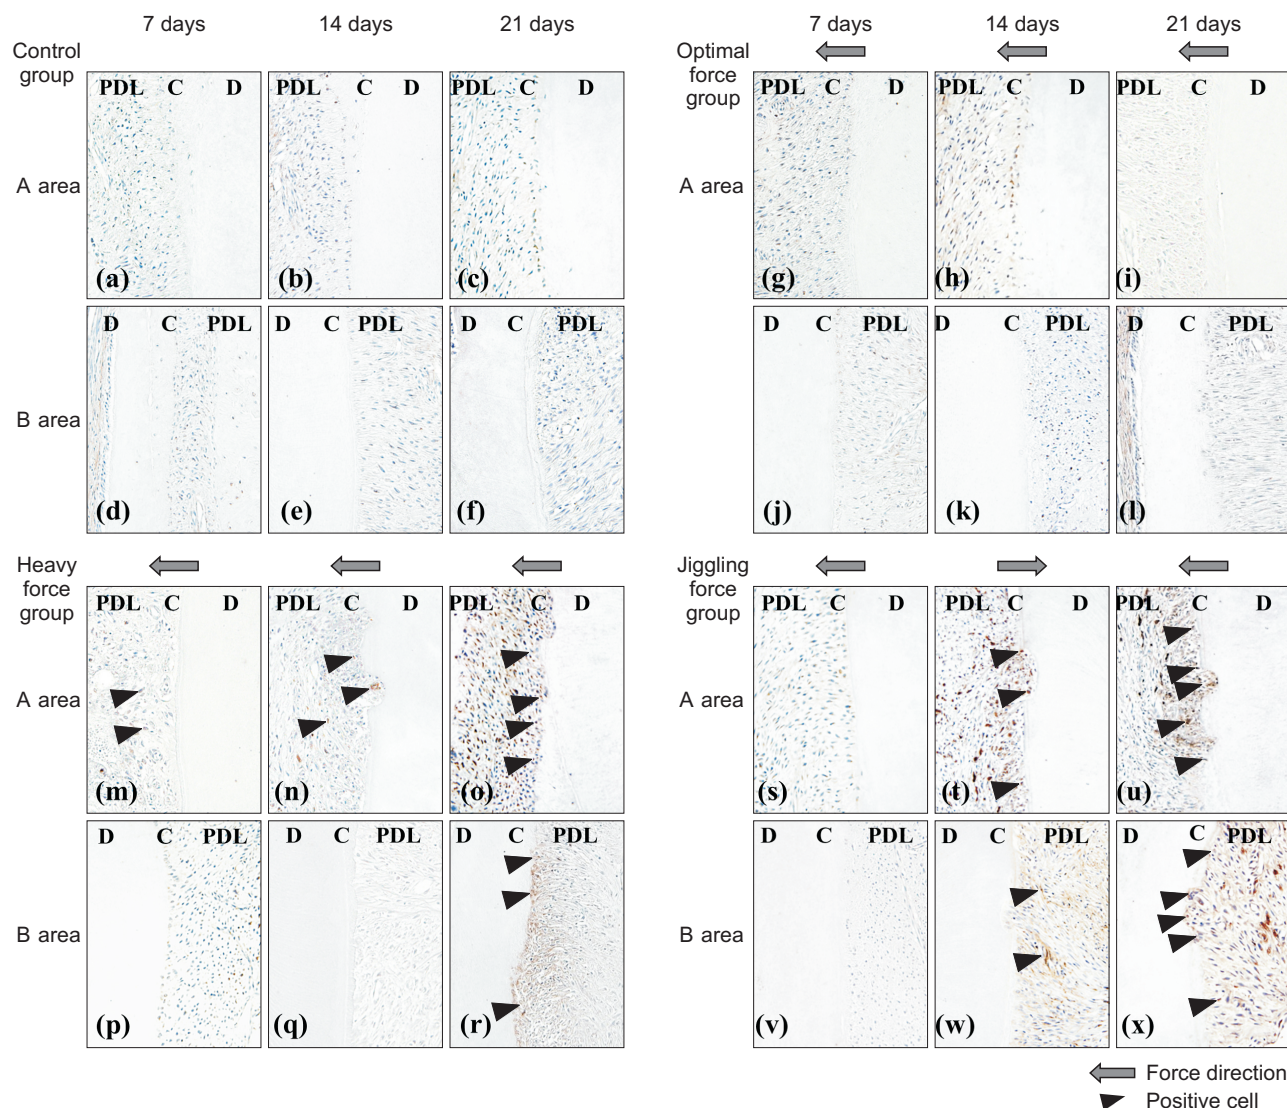 7 days 14 days 21 days 7 days 14 days 21 days
Control group
Optimal force group
PDL C D PDL C D PDL C D PDL C D PDL C D PDL C D
A area A area
(a) (b) (c) (g) (h) (i)
D C PDL D C PDL D C PDL D C PDL D C PDL D C PDL
B area B area
(d) (e) (f) (j) (k) (l)
Heavy force group
Jiggling force group
PDL C D PDL C D PDL C D PDL C D PDL C D PDL C D
A area A area
(m) (n) (o) (s) (t) (u)
D C PDL D C PDL D C PDL D C PDL D C PDL D C PDL
B area B area
(p) (q) (r) (v) (w) (x)
Force direction
Positive cell